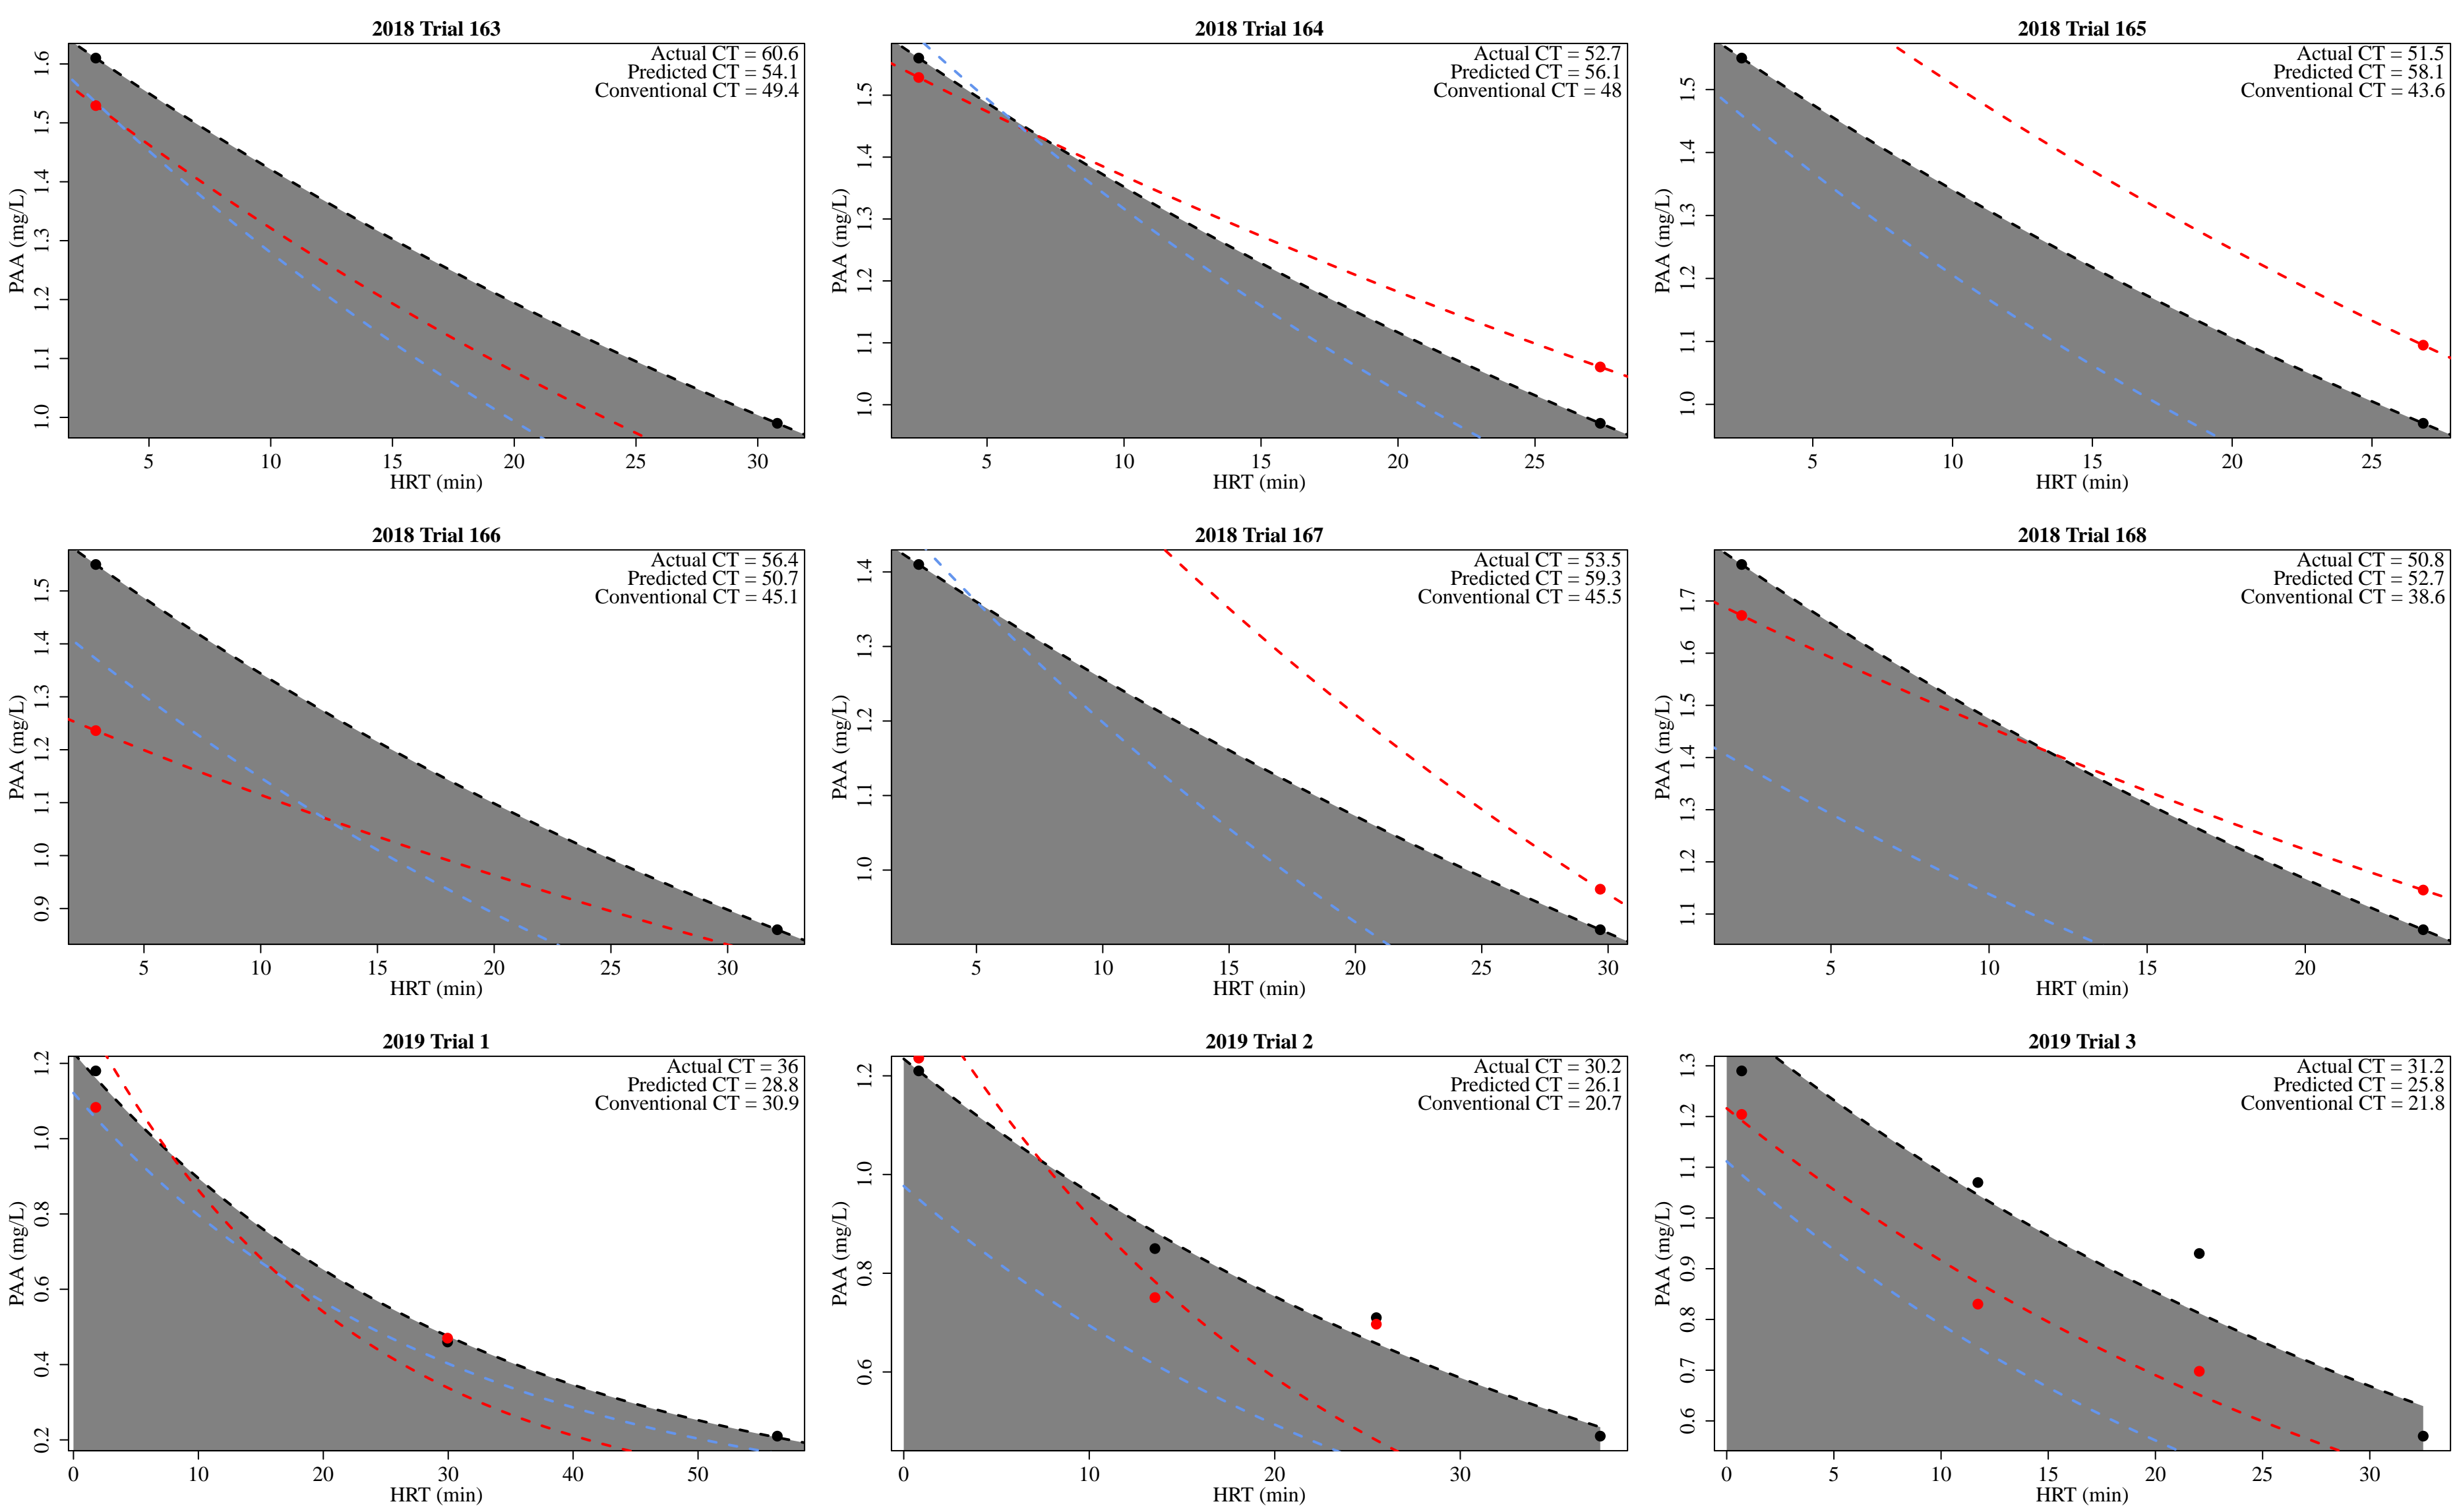 2018 Trial 163
Actual CT = 60.6
Predicted CT = 54.1
Conventional CT = 49.4
PAA (mg/L)
1.6
1.5
1.4
1.3
1.2
1.1
1.0
5 10 15 20 25 30
HRT (min)
2018 Trial 164
Actual CT = 52.7
Predicted CT = 56.1
Conventional CT = 48
PAA (mg/L)
1.5
1.4
1.3
1.2
1.1
1.0
5 10 15 20 25
HRT (min)
2018 Trial 165
Actual CT = 51.5
Predicted CT = 58.1
Conventional CT = 43.6
PAA (mg/L)
1.5
1.4
1.3
1.2
1.1
1.0
5 10 15 20 25
HRT (min)
2018 Trial 166
Actual CT = 56.4
Predicted CT = 50.7
Conventional CT = 45.1
PAA (mg/L)
1.5
1.4
1.3
1.2
1.1
1.0
0.9
5 10 15 20 25 30
HRT (min)
2018 Trial 167
Actual CT = 53.5
Predicted CT = 59.3
Conventional CT = 45.5
PAA (mg/L)
1.4
1.3
1.2
1.1
1.0
5 10 15 20 25 30
HRT (min)
2018 Trial 168
Actual CT = 50.8
Predicted CT = 52.7
Conventional CT = 38.6
PAA (mg/L)
1.7
1.6
1.5
1.4
1.3
1.2
1.1
5 10 15 20
HRT (min)
2019 Trial 1
Actual CT = 36
Predicted CT = 28.8
Conventional CT = 30.9
PAA (mg/L)
1.2
1.0
0.8
0.6
0.4
0.2
0 10 20 30 40 50
HRT (min)
2019 Trial 2
Actual CT = 30.2
Predicted CT = 26.1
Conventional CT = 20.7
PAA (mg/L)
1.2
1.0
0.8
0.6
0 10 20 30
HRT (min)
2019 Trial 3
Actual CT = 31.2
Predicted CT = 25.8
Conventional CT = 21.8
PAA (mg/L)
1.3
1.2
1.1
1.0
0.9
0.8
0.7
0.6
0 5 10 15 20 25 30
HRT (min)